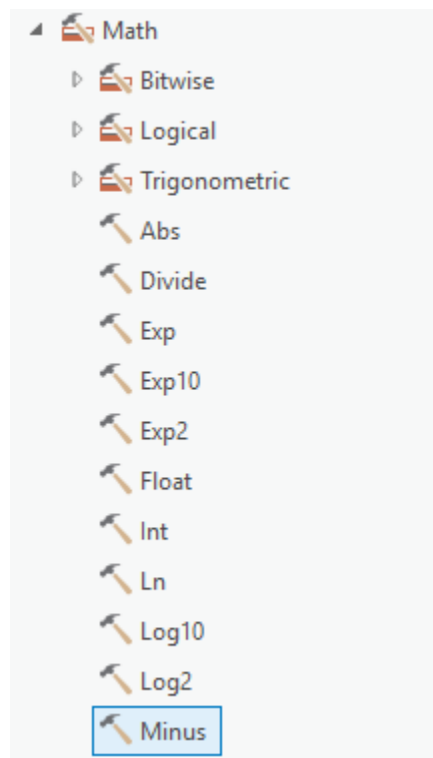 Math
Bitwise
Logical
Trigonometric
Abs
Divide
Exp
Exp10
Exp2
Float
Int
Ln
Log10
Log2
Minus